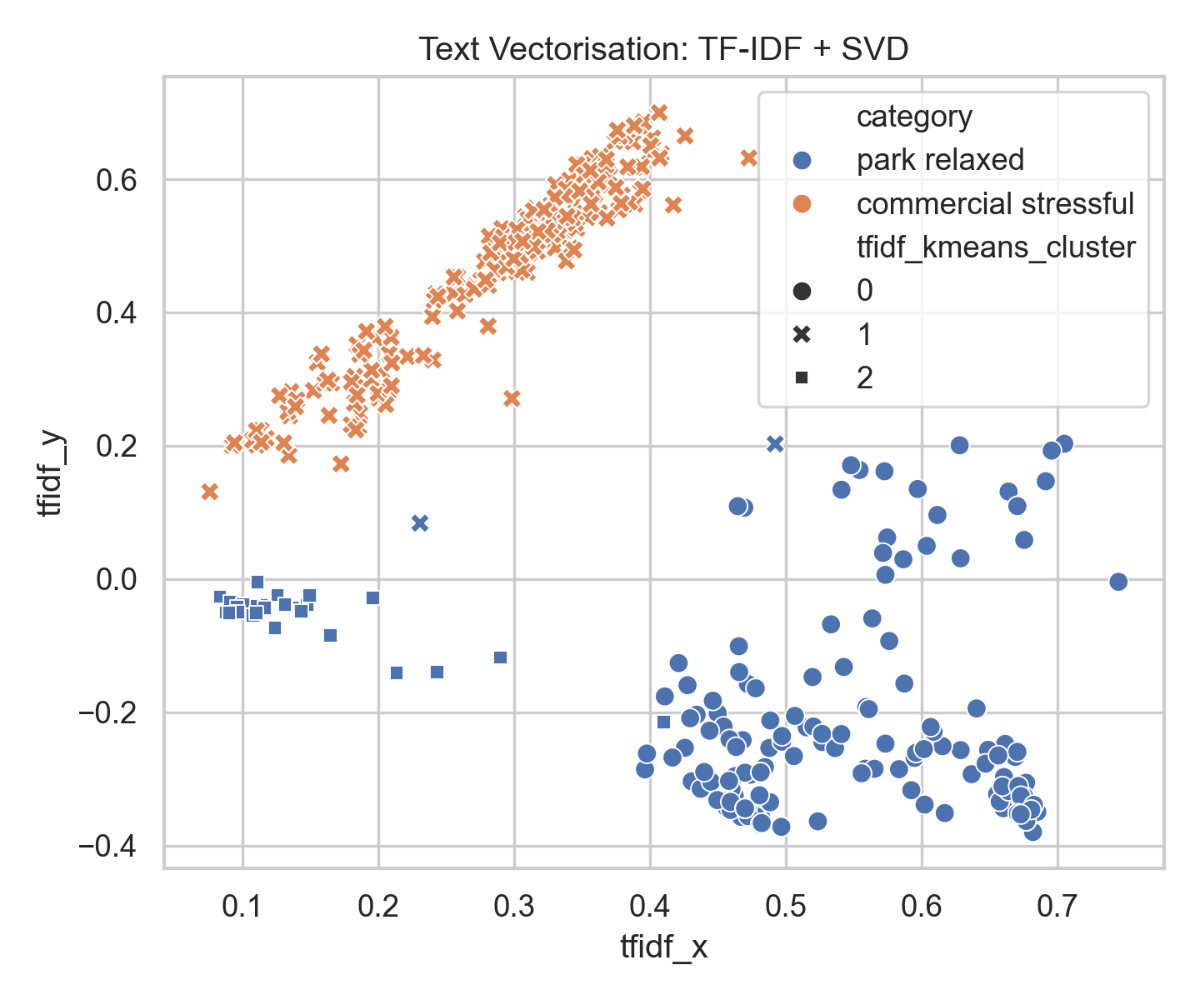 Text Vectorisation: TF-IDF + SVD
category
park relaxed
commercial stressful
tfidf_kmeans_cluster
0
1
2
0.6
0.4
0.2
0.0
−0.2
−0.4
tfidf_y
0.1 0.2 0.3 0.4 0.5 0.6 0.7
tfidf_x